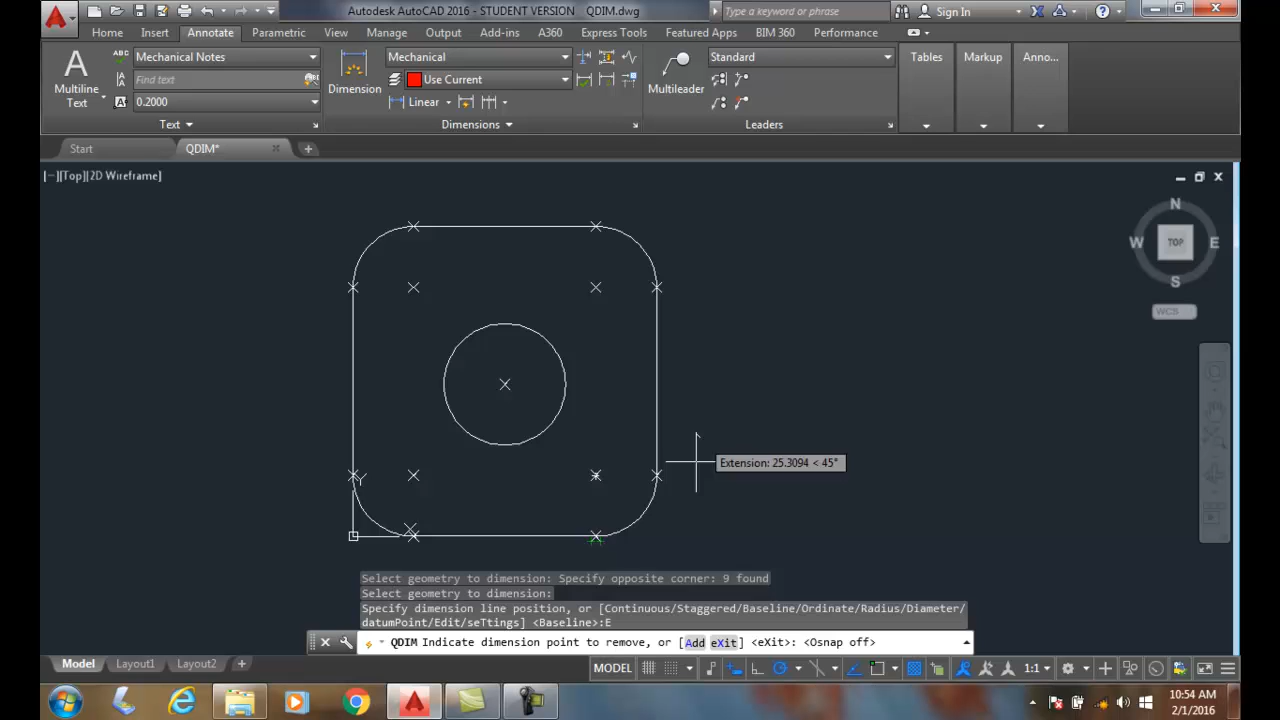 Autodesk AutoCAD 2016 - STUDENT VERSION QDIM.dwg
Type a keyword or phrase
Sign In
Home Insert Annotate Parametric View Manage Output Add-ins A360 Express Tools Featured Apps BIM 360 Performance
Multiline
Text
ABC
Mechanical Notes
Find text
0.2000
Text
Dimension
Mechanical
Use Current
Linear
Dimensions
Multileader
Standard
Leaders
Tables
Markup
Anno...
Start
QDIM*
[−][Top][2D Wireframe]
N
W
TOP
E
S
WCS
Extension: 25.3094 < 45°
Y
Select geometry to dimension: Specify opposite corner: 9 found
Select geometry to dimension:
Specify dimension line position, or [Continuous/Staggered/Baseline/Ordinate/Radius/Diameter/
datumPoint/Edit/seTtings] <Baseline>:E
QDIM Indicate dimension point to remove, or [Add eXit] <eXit>: <Osnap off>
Model Layout1 Layout2
MODEL
1:1
10:54 AM
2/1/2016